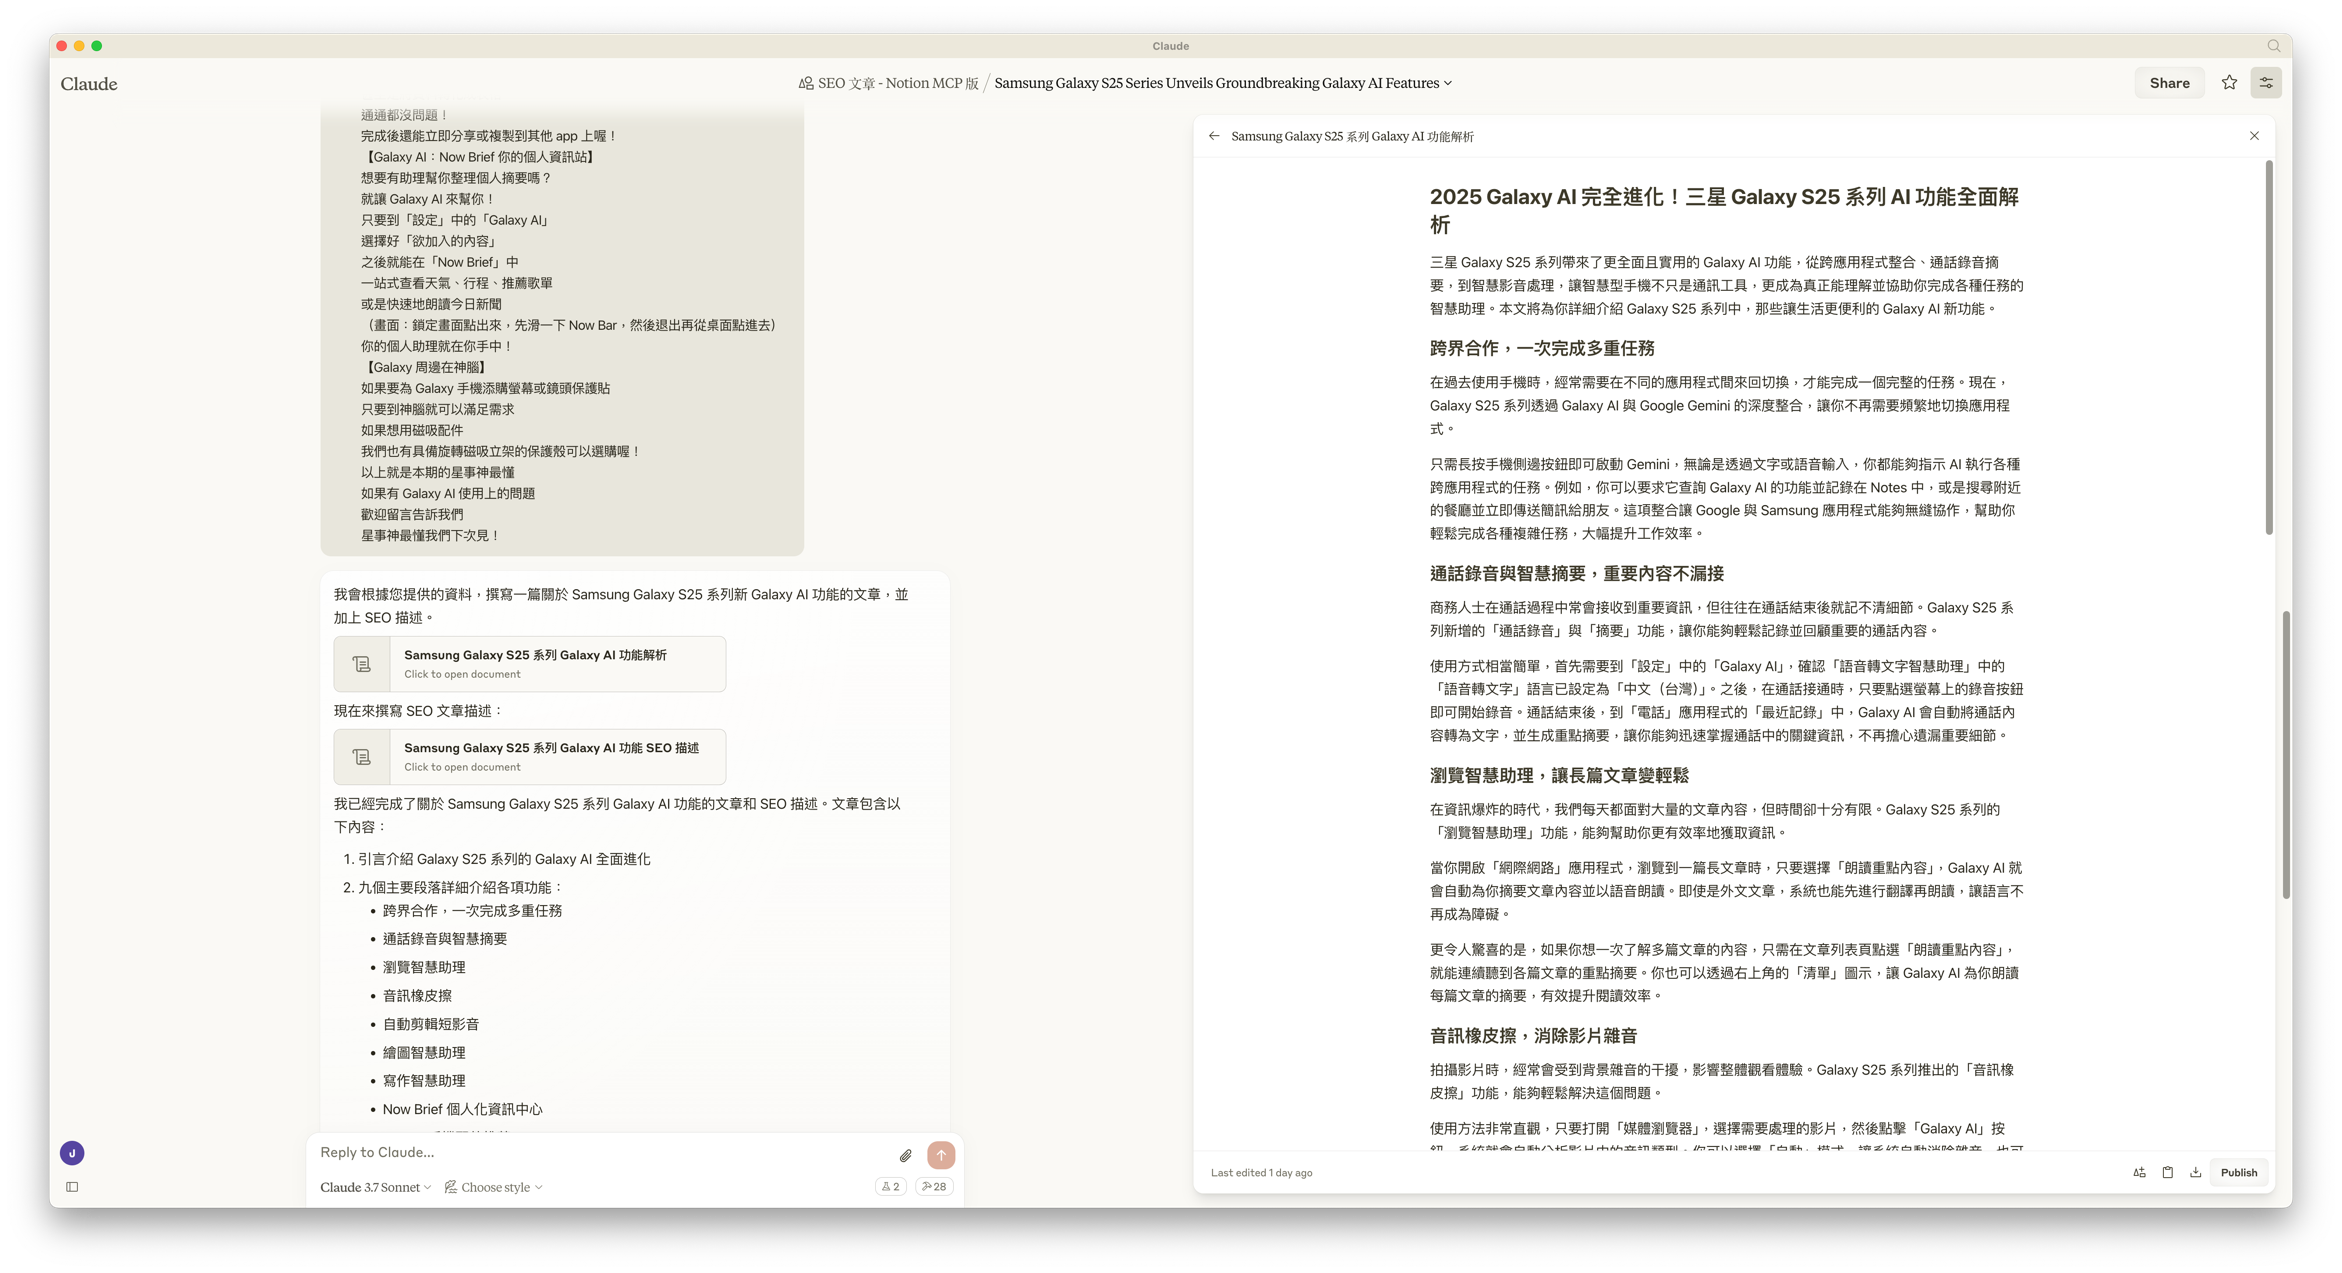 Claude
Claude
SEO 文章 - Notion MCP 版 / Samsung Galaxy S25 Series Unveils Groundbreaking Galaxy AI Features
Share
通通都沒問題！
完成後還能立即分享或複製到其他 app 上喔！
【Galaxy AI：Now Brief 你的個人資訊站】
想要有助理幫你整理個人摘要嗎？
就讓 Galaxy AI 來幫你！
只要到「設定」中的「Galaxy AI」
選擇好「欲加入的內容」
之後就能在「Now Brief」中
一站式查看天氣、行程、推薦歌單
或是快速地朗讀今日新聞
（畫面：鎖定畫面點出來，先滑一下 Now Bar，然後退出再從桌面點進去）
你的個人助理就在你手中！
【Galaxy 周邊在神腦】
如果要為 Galaxy 手機添購螢幕或鏡頭保護貼
只要到神腦就可以滿足需求
如果想用磁吸配件
我們也有具備旋轉磁吸立架的保護殼可以選購喔！
以上就是本期的星事神最懂
如果有 Galaxy AI 使用上的問題
歡迎留言告訴我們
星事神最懂我們下次見！
我會根據您提供的資料，撰寫一篇關於 Samsung Galaxy S25 系列新 Galaxy AI 功能的文章，並
加上 SEO 描述。
Samsung Galaxy S25 系列 Galaxy AI 功能解析
Click to open document
現在來撰寫 SEO 文章描述：
Samsung Galaxy S25 系列 Galaxy AI 功能 SEO 描述
Click to open document
我已經完成了關於 Samsung Galaxy S25 系列 Galaxy AI 功能的文章和 SEO 描述。文章包含以
下內容：
1. 引言介紹 Galaxy S25 系列的 Galaxy AI 全面進化
2. 九個主要段落詳細介紹各項功能：
• 跨界合作，一次完成多重任務
• 通話錄音與智慧摘要
• 瀏覽智慧助理
• 音訊橡皮擦
• 自動剪輯短影音
• 繪圖智慧助理
• 寫作智慧助理
• Now Brief 個人化資訊中心
J
Reply to Claude...
Claude 3.7 Sonnet
Choose style
2
28
Samsung Galaxy S25 系列 Galaxy AI 功能解析
2025 Galaxy AI 完全進化！三星 Galaxy S25 系列 AI 功能全面解
析
三星 Galaxy S25 系列帶來了更全面且實用的 Galaxy AI 功能，從跨應用程式整合、通話錄音摘
要，到智慧影音處理，讓智慧型手機不只是通訊工具，更成為真正能理解並協助你完成各種任務的
智慧助理。本文將為你詳細介紹 Galaxy S25 系列中，那些讓生活更便利的 Galaxy AI 新功能。
跨界合作，一次完成多重任務
在過去使用手機時，經常需要在不同的應用程式間來回切換，才能完成一個完整的任務。現在，
Galaxy S25 系列透過 Galaxy AI 與 Google Gemini 的深度整合，讓你不再需要頻繁地切換應用程
式。
只需長按手機側邊按鈕即可啟動 Gemini，無論是透過文字或語音輸入，你都能夠指示 AI 執行各種
跨應用程式的任務。例如，你可以要求它查詢 Galaxy AI 的功能並記錄在 Notes 中，或是搜尋附近
的餐廳並立即傳送簡訊給朋友。這項整合讓 Google 與 Samsung 應用程式能夠無縫協作，幫助你
輕鬆完成各種複雜任務，大幅提升工作效率。
通話錄音與智慧摘要，重要內容不漏接
商務人士在通話過程中常會接收到重要資訊，但往往在通話結束後就記不清細節。Galaxy S25 系
列新增的「通話錄音」與「摘要」功能，讓你能夠輕鬆記錄並回顧重要的通話內容。
使用方式相當簡單，首先需要到「設定」中的「Galaxy AI」，確認「語音轉文字智慧助理」中的
「語音轉文字」語言已設定為「中文（台灣）」。之後，在通話接通時，只要點選螢幕上的錄音按鈕
即可開始錄音。通話結束後，到「電話」應用程式的「最近記錄」中，Galaxy AI 會自動將通話內
容轉為文字，並生成重點摘要，讓你能夠迅速掌握通話中的關鍵資訊，不再擔心遺漏重要細節。
瀏覽智慧助理，讓長篇文章變輕鬆
在資訊爆炸的時代，我們每天都面對大量的文章內容，但時間卻十分有限。Galaxy S25 系列的
「瀏覽智慧助理」功能，能夠幫助你更有效率地獲取資訊。
當你開啟「網際網路」應用程式，瀏覽到一篇長文章時，只要選擇「朗讀重點內容」，Galaxy AI 就
會自動為你摘要文章內容並以語音朗讀。即使是外文文章，系統也能先進行翻譯再朗讀，讓語言不
再成為障礙。
更令人驚喜的是，如果你想一次了解多篇文章的內容，只需在文章列表頁點選「朗讀重點內容」，
就能連續聽到各篇文章的重點摘要。你也可以透過右上角的「清單」圖示，讓 Galaxy AI 為你朗讀
每篇文章的摘要，有效提升閱讀效率。
音訊橡皮擦，消除影片雜音
拍攝影片時，經常會受到背景雜音的干擾，影響整體觀看體驗。Galaxy S25 系列推出的「音訊橡
皮擦」功能，能夠輕鬆解決這個問題。
使用方法非常直觀，只要打開「媒體瀏覽器」，選擇需要處理的影片，然後點擊「Galaxy AI」按
鈕，系統就會自動分析影片中的音訊類型。你可以選擇「自動」模式，讓系統自動消除雜音，也可
Last edited 1 day ago
Publish